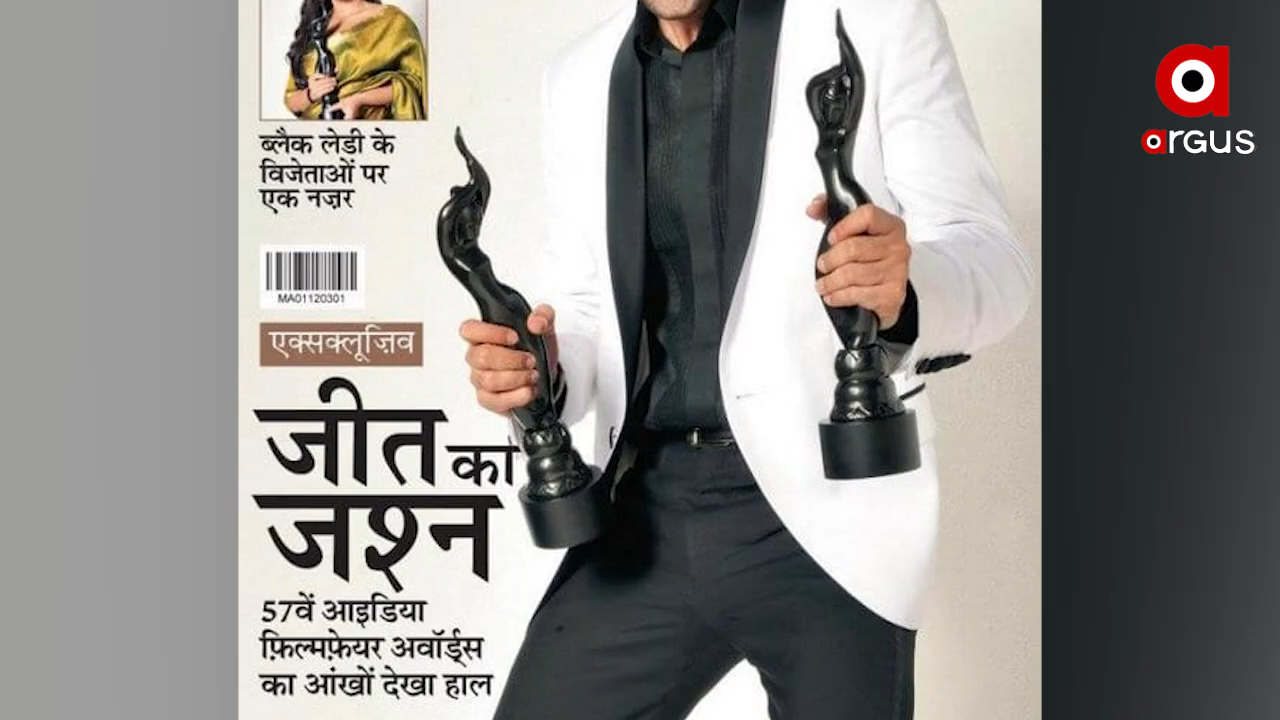 ब्लैक लेडी के
विजेताओं पर
एक नज़र
MA01120301
एक्सक्लूज़िव
जीत का
जश्न
57वें आइडिया
फ़िल्मफ़ेयर अवॉर्ड्स
का आंखों देखा हाल
argus